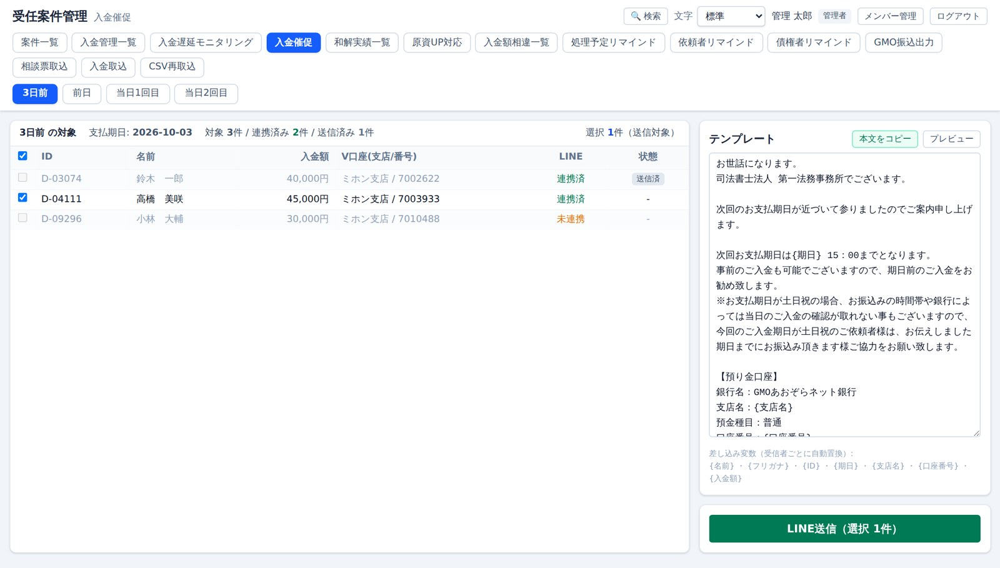 受任案件管理 入金催促 🔍 検索 文字 標準 管理 太郎 管理者 メンバー管理 ログアウト
案件一覧 入金管理一覧 入金遅延モニタリング 入金催促 和解実績一覧 原資UP対応 入金額相違一覧 処理予定リマインド 依頼者リマインド 債権者リマインド GMO振込出力
相談票取込 入金取込 CSV再取込
3日前 前日 当日1回目 当日2回目
3日前 の対象 支払期日: 2026-10-03 対象 3件 / 連携済み 2件 / 送信済み 1件 選択 1件（送信対象）
ID 名前 入金額 V口座(支店/番号) LINE 状態
D-03074 鈴木　一郎 40,000円 ミホン支店 / 7002622 連携済 送信済
D-04111 高橋　美咲 45,000円 ミホン支店 / 7003933 連携済 -
D-09296 小林　大輔 30,000円 ミホン支店 / 7010488 未連携 -
テンプレート 本文をコピー プレビュー
お世話になります。
司法書士法人 第一法務事務所でございます。
次回のお支払期日が近づいて参りましたのでご案内申し上げ
ます。
次回お支払期日は{期日} 15：00までとなります。
事前のご入金も可能でございますので、期日前のご入金をお
勧め致します。
※お支払期日が土日祝の場合、お振込みの時間帯や銀行によ
っては当日のご入金の確認が取れない事もございますので、
今回のご入金期日が土日祝のご依頼者様は、お伝えしました
期日までにお振込み頂きます様ご協力をお願い致します。
【預り金口座】
銀行名：GMOあおぞらネット銀行
支店名：{支店名}
預金種目：普通
口座番号：{口座番号}
差し込み変数（受信者ごとに自動置換）:
{名前} · {フリガナ} · {ID} · {期日} · {支店名} · {口座番号} ·
{入金額}
LINE送信（選択 1件）